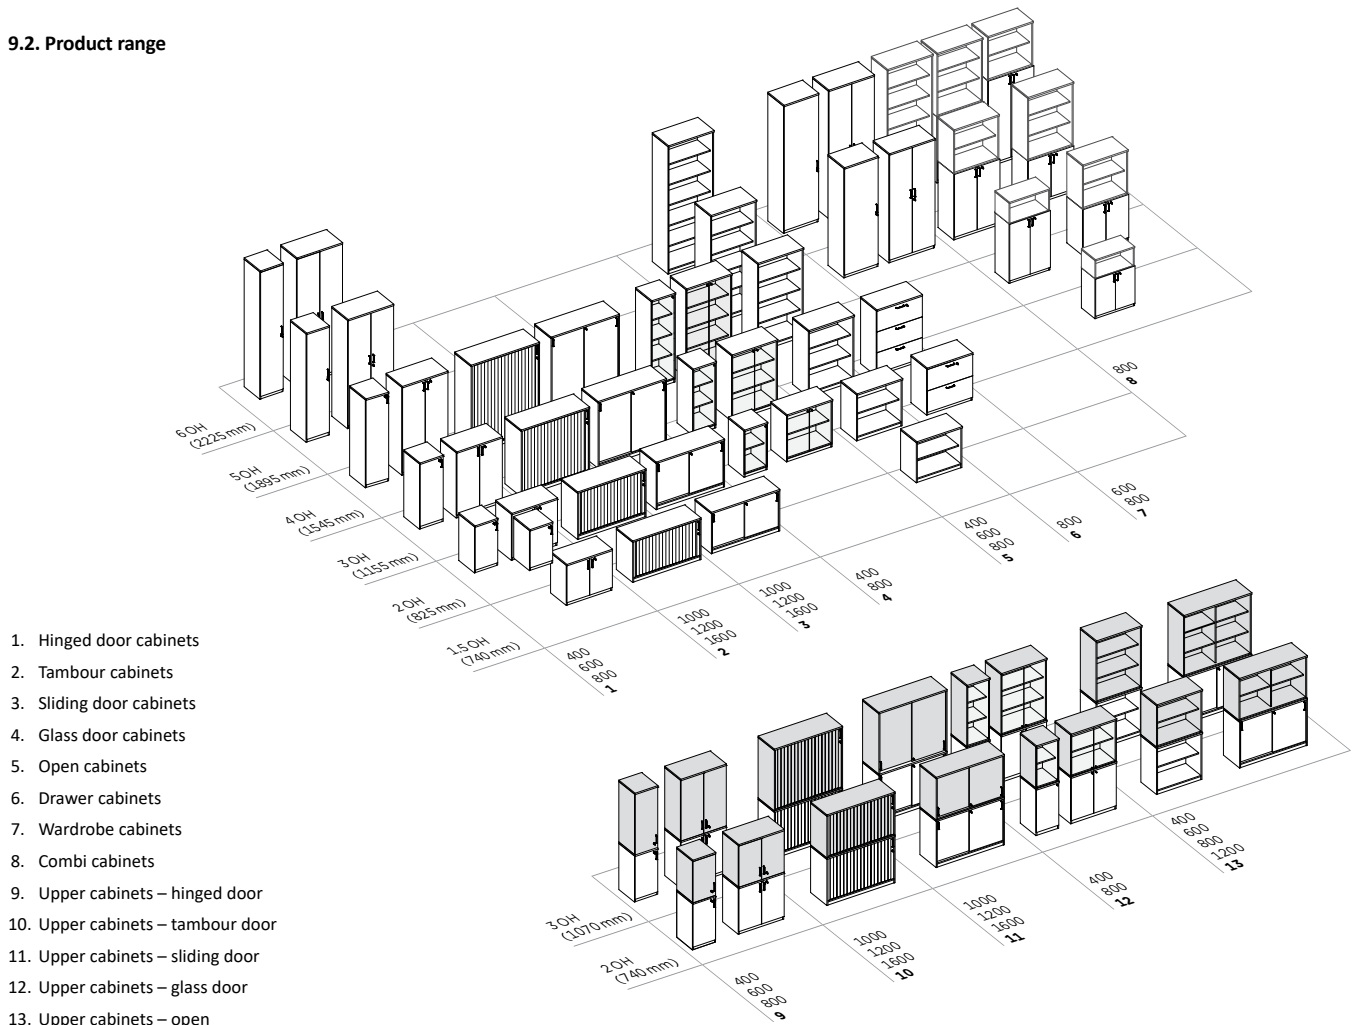 9.2. Product range
6 OH
(2225 mm)
5 OH
(1895 mm)
4 OH
(1545 mm)
3 OH
(1155 mm)
2 OH
(825 mm)
1.5 OH
(740 mm)
400
600
800
1
1000
1200
1600
2
1000
1200
1600
3
400
800
4
400
600
800
5
800
6
600
800
7
800
8
1. Hinged door cabinets
2. Tambour cabinets
3. Sliding door cabinets
4. Glass door cabinets
5. Open cabinets
6. Drawer cabinets
7. Wardrobe cabinets
8. Combi cabinets
9. Upper cabinets – hinged door
10. Upper cabinets – tambour door
11. Upper cabinets – sliding door
12. Upper cabinets – glass door
13. Upper cabinets – open
3 OH
(1070 mm)
2 OH
(740 mm)
400
600
800
9
1000
1200
1600
10
1000
1200
1600
11
400
800
12
400
600
800
1200
13